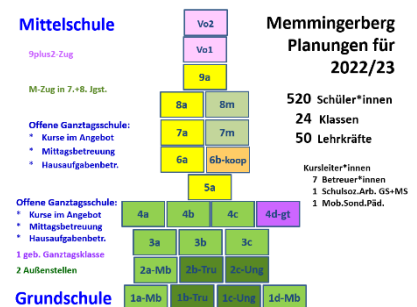 Mittelschule
Memmingerberg
Planungen für
2022/23
Vo2
9plus2-Zug
Vo1
M-Zug in 7.+8. Jgst.
9a
520 Schüler*innen
24 Klassen
50 Lehrkräfte
8a
8m
Offene Ganztagsschule:
* Kurse im Angebot
* Mittagsbetreuung
* Hausaufgabenbetr.
7a
7m
6a
6b-koop
Kursleiter*innen
7 Betreuer*innen
1 Schulsoz.Arb. GS+MS
1 Mob.Sond.Päd.
5a
Offene Ganztagsschule:
* Kurse im Angebot
* Mittagsbetreuung
* Hausaufgabenbetr.
4a
4b
4c
4d-gt
3a
3b
3c
1 geb. Ganztagsklasse
2 Außenstellen
2a-Mb
2b-Tru
2c-Ung
Grundschule
1a-Mb
1b-Tru
1c-Ung
1d-Mb